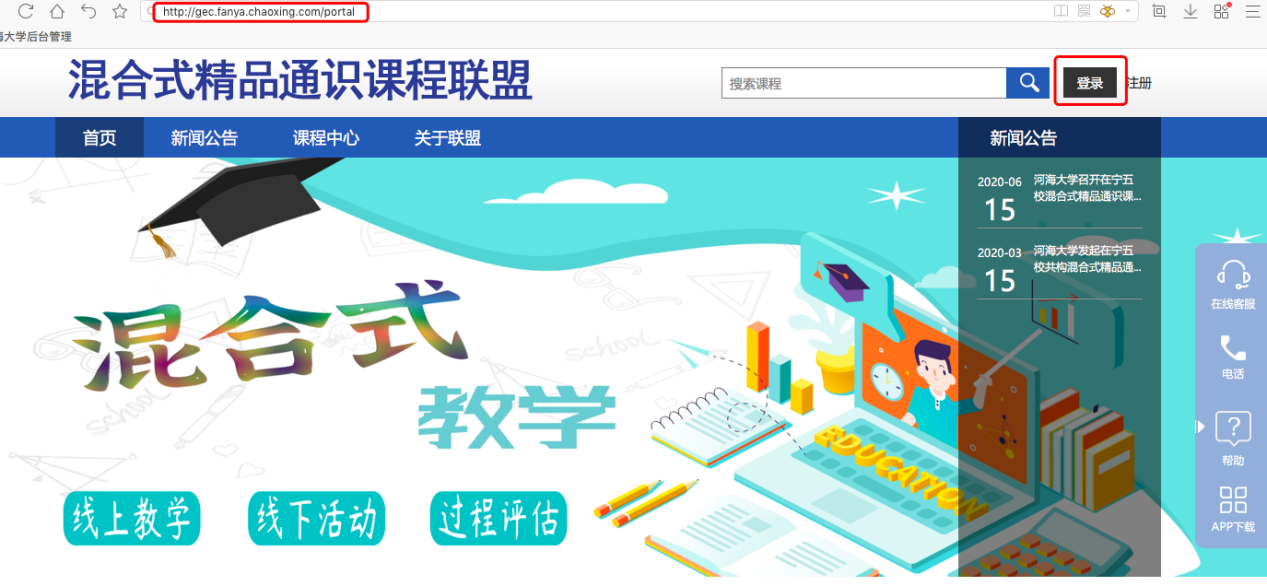 http://gec.fanya.chaoxing.com/portal
大学后台管理
混合式精品通识课程联盟
搜索课程
登录
注册
首页
新闻公告
课程中心
关于联盟
新闻公告
2020-06
15
河海大学召开在宁五
校混合式精品通识课...
2020-03
15
河海大学发起在宁五
校共构混合式精品通...
混合式
教学
school
school
EDUCATION
线上教学
线下活动
过程评估
在线客服
电话
?
帮助
APP下载